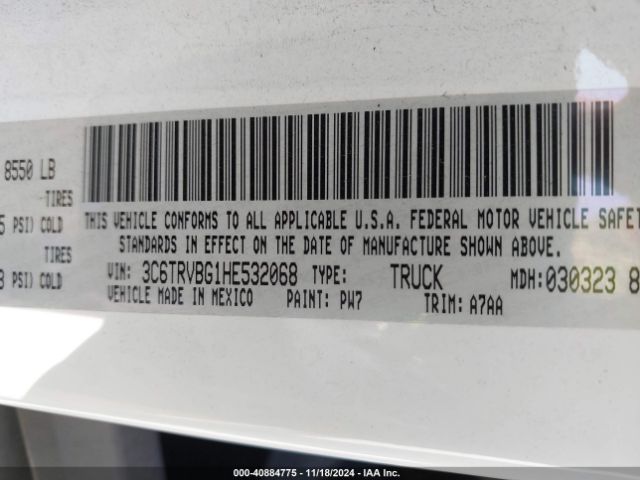 8550 LB
TIRES
5 PSI) COLD
THIS VEHICLE CONFORMS TO ALL APPLICABLE U.S.A. FEDERAL MOTOR VEHICLE SAFET
TIRES
STANDARDS IN EFFECT ON THE DATE OF MANUFACTURE SHOWN ABOVE.
3 PSI) COLD
VIN: 3C6TRVBG1HE532068 TYPE: TRUCK MDH:030323 8
VEHICLE MADE IN MEXICO PAINT: PW7 TRIM: A7AA
000-40884775 - 11/18/2024 - IAA Inc.